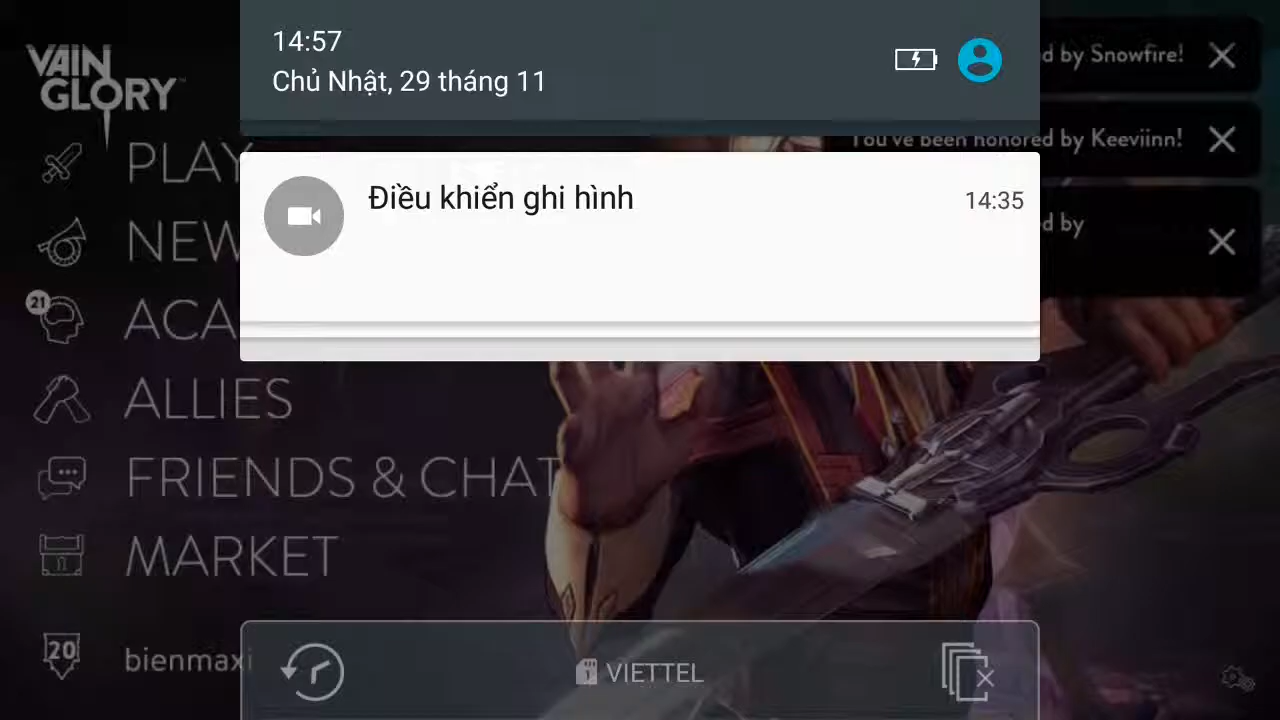 14:57
Chủ Nhật, 29 tháng 11
d by Snowfire!
VAIN
GLORY
You've been honored by Keeviinn!
PLAY
Điều khiển ghi hình
14:35
d by
NEW
21
ACA
ALLIES
FRIENDS & CHAT
MARKET
20
bienmaxi
1 VIETTEL